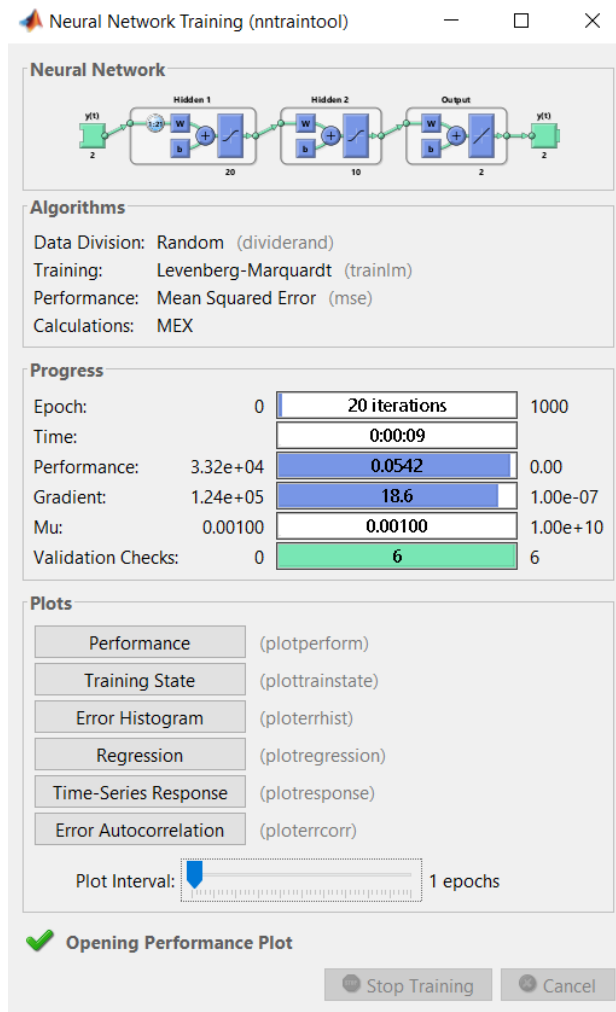 Neural Network Training (nntraintool)
Neural Network
Hidden 1 Hidden 2 Output
y(t) y(t)
1:21 W W W
b b b
2 20 10 2 2
Algorithms
Data Division: Random (dividerand)
Training: Levenberg-Marquardt (trainlm)
Performance: Mean Squared Error (mse)
Calculations: MEX
Progress
Epoch: 0 20 iterations 1000
Time: 0:00:09
Performance: 3.32e+04 0.0542 0.00
Gradient: 1.24e+05 18.6 1.00e-07
Mu: 0.00100 0.00100 1.00e+10
Validation Checks: 0 6 6
Plots
Performance (plotperform)
Training State (plottrainstate)
Error Histogram (ploterrhist)
Regression (plotregression)
Time-Series Response (plotresponse)
Error Autocorrelation (ploterrcorr)
Plot Interval: 1 epochs
Opening Performance Plot
Stop Training Cancel